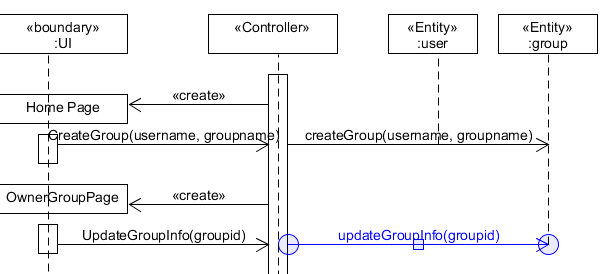 «boundary»
:UI
«Controller»
«Entity»
:user
«Entity»
:group
«create»
Home Page
CreateGroup(username, groupname)
createGroup(username, groupname)
«create»
OwnerGroupPage
UpdateGroupInfo(groupid)
updateGroupInfo(groupid)